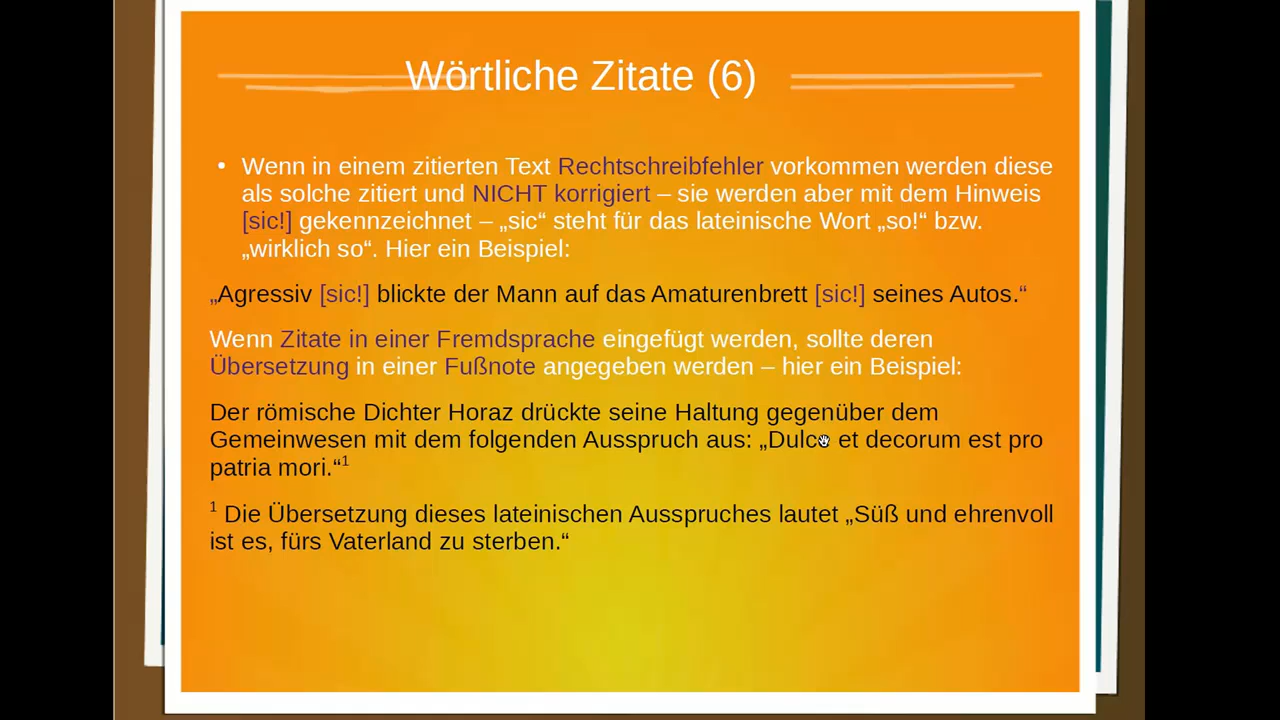 Wörtliche Zitate (6)
• Wenn in einem zitierten Text Rechtschreibfehler vorkommen werden diese
als solche zitiert und NICHT korrigiert – sie werden aber mit dem Hinweis
[sic!] gekennzeichnet – „sic“ steht für das lateinische Wort „so!“ bzw.
„wirklich so“. Hier ein Beispiel:
„Agressiv [sic!] blickte der Mann auf das Amaturenbrett [sic!] seines Autos.“
Wenn Zitate in einer Fremdsprache eingefügt werden, sollte deren
Übersetzung in einer Fußnote angegeben werden – hier ein Beispiel:
Der römische Dichter Horaz drückte seine Haltung gegenüber dem
Gemeinwesen mit dem folgenden Ausspruch aus: „Dulce et decorum est pro
patria mori.“¹
¹ Die Übersetzung dieses lateinischen Ausspruches lautet „Süß und ehrenvoll
ist es, fürs Vaterland zu sterben.“